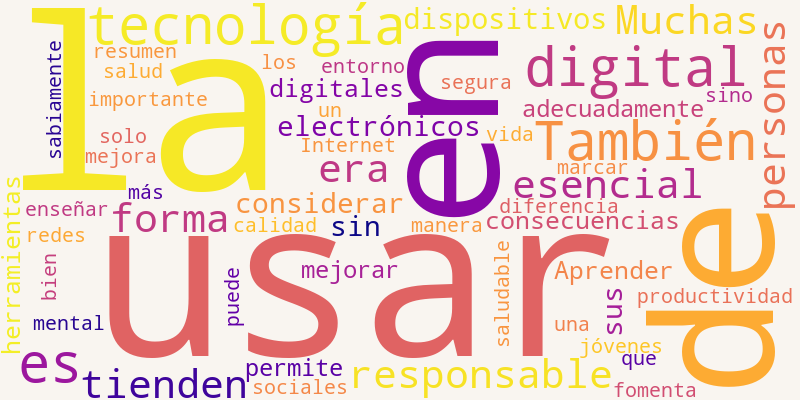 la
tecnología
dispositivos
Muchas
sabiamente
resumen
salud
importante
los
entorno
digitales
un
electrónicos
Internet
en
segura
digital
sino
adecuadamente
personas
vida
También
solo
mejora
era
marcar
esencial
herramientas
más
enseñar
forma
considerar
calidad
sin
manera
diferencia
consecuencias
redes
usar
de
bien
puede
mejorar
saludable
Aprender
sus
productividad
mental
una
jóvenes
que
es
tienden
permite
sociales
responsable
fomenta